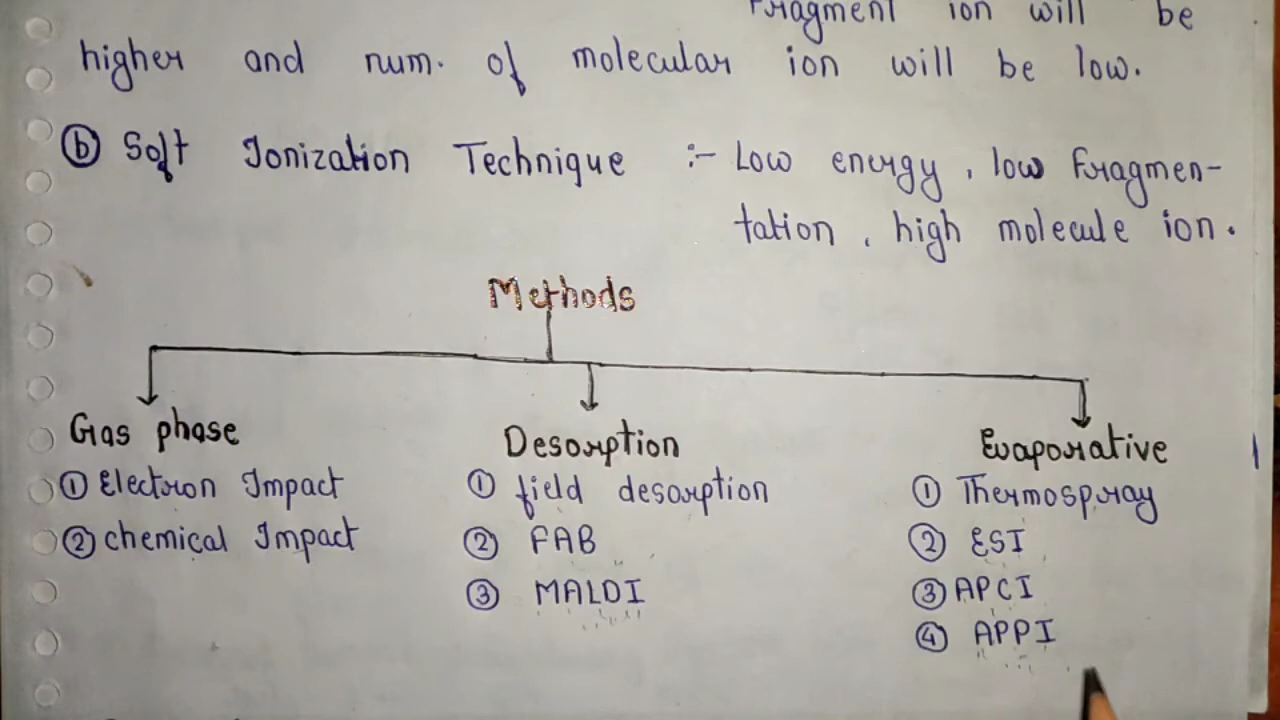 Fragment ion will be
higher and num. of molecular ion will be low.
ⓑ Soft Ionization Technique :- Low energy, low fragmen-
tation, high molecule ion.
Methods
Gas phase
① Electron Impact
② chemical Impact
Desorption
① field desorption
② FAB
③ MALDI
Evaporative
① Thermospray
② ESI
③ APCI
④ APPI